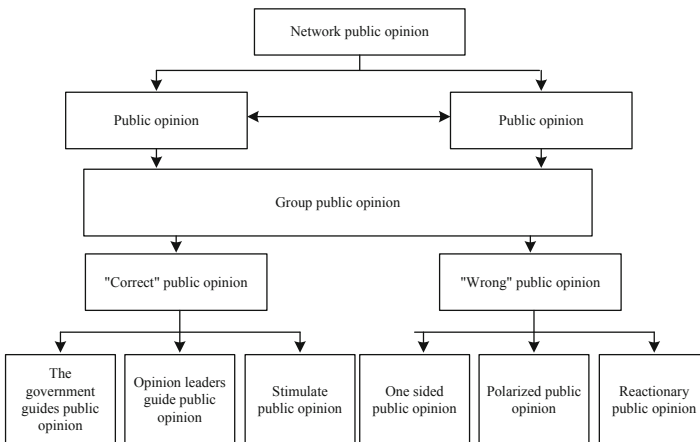 Network public opinion
Public opinion
Public opinion
Group public opinion
"Correct" public opinion
"Wrong" public opinion
The
government
guides public
opinion
Opinion leaders
guide public
opinion
Stimulate
public opinion
One sided
public opinion
Polarized public
opinion
Reactionary
public opinion